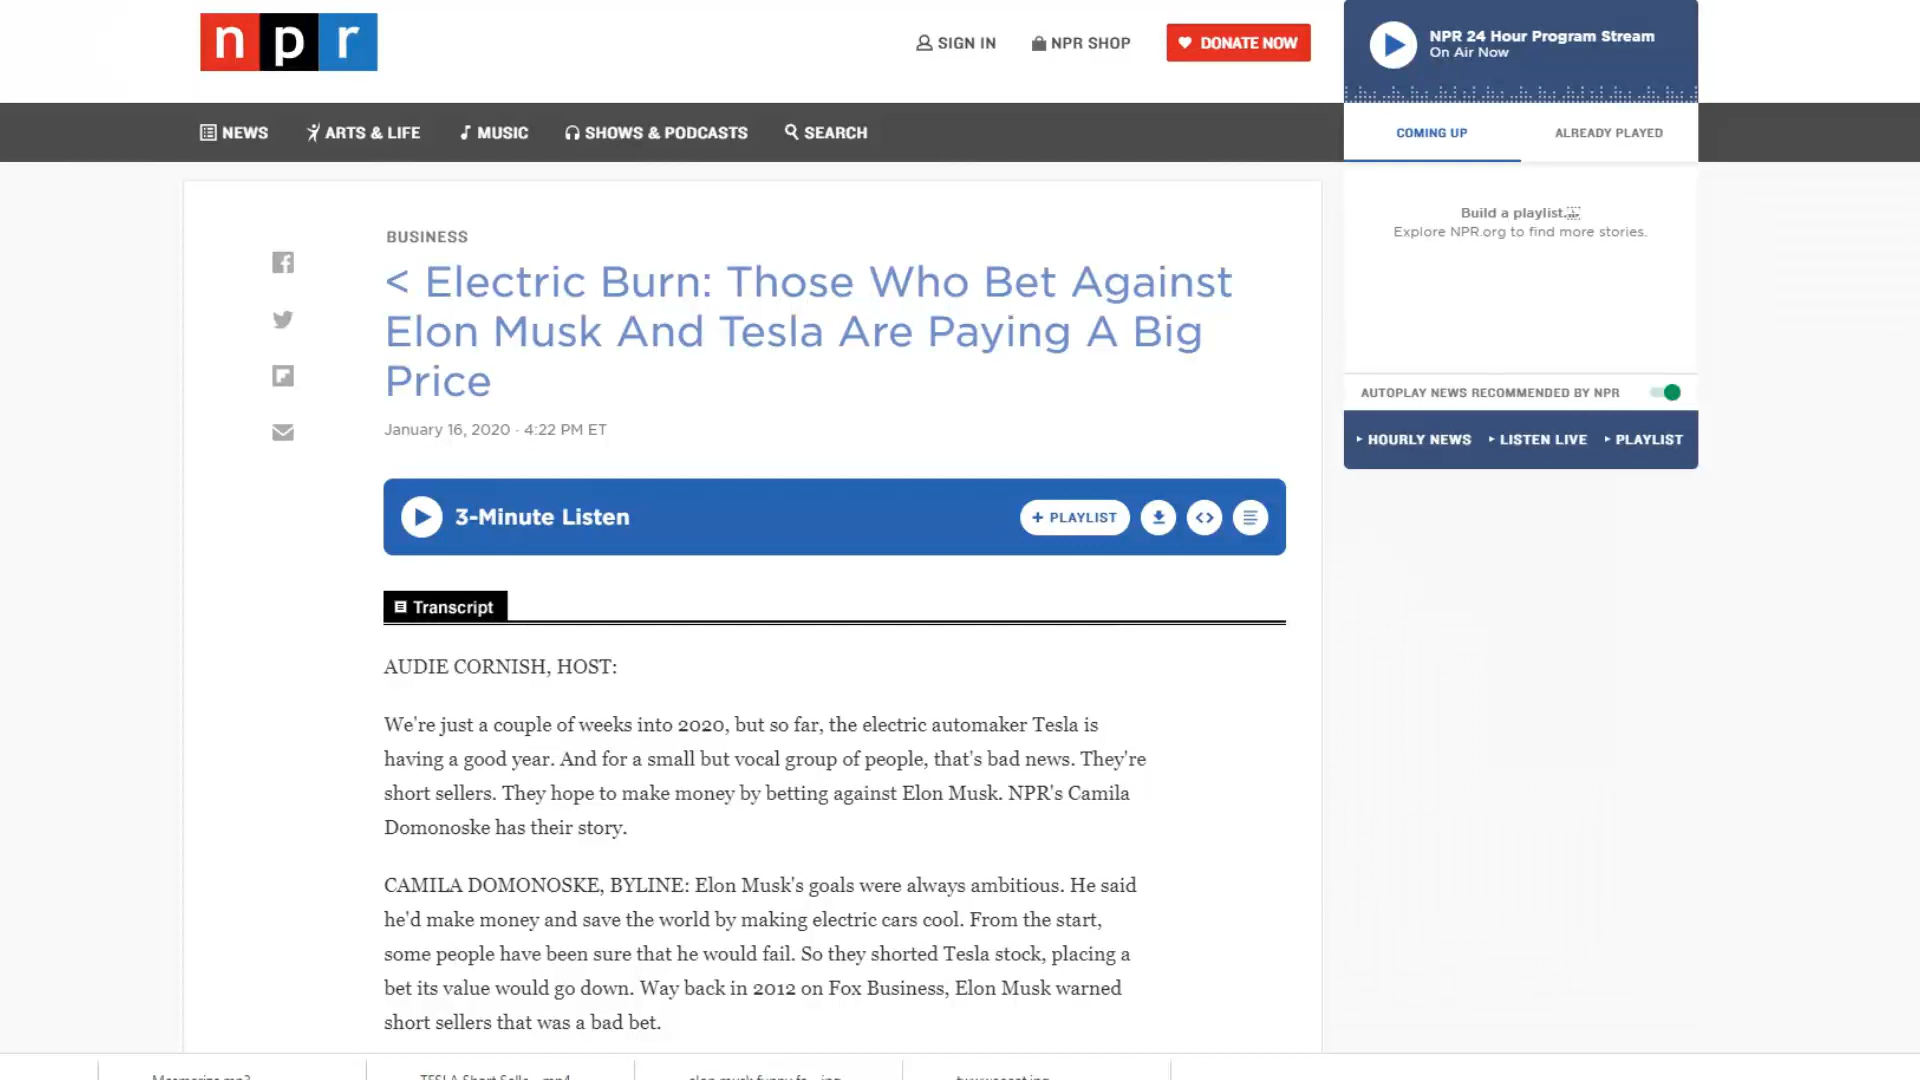 npr
SIGN IN
NPR SHOP
DONATE NOW
NPR 24 Hour Program Stream
On Air Now
NEWS
ARTS & LIFE
MUSIC
SHOWS & PODCASTS
SEARCH
COMING UP
ALREADY PLAYED
Build a playlist.
Explore NPR.org to find more stories.
AUTOPLAY NEWS RECOMMENDED BY NPR
HOURLY NEWS
LISTEN LIVE
PLAYLIST
BUSINESS
< Electric Burn: Those Who Bet Against
Elon Musk And Tesla Are Paying A Big
Price
January 16, 2020 · 4:22 PM ET
3-Minute Listen
+ PLAYLIST
Transcript
AUDIE CORNISH, HOST:
We're just a couple of weeks into 2020, but so far, the electric automaker Tesla is
having a good year. And for a small but vocal group of people, that's bad news. They're
short sellers. They hope to make money by betting against Elon Musk. NPR's Camila
Domonoske has their story.
CAMILA DOMONOSKE, BYLINE: Elon Musk's goals were always ambitious. He said
he'd make money and save the world by making electric cars cool. From the start,
some people have been sure that he would fail. So they shorted Tesla stock, placing a
bet its value would go down. Way back in 2012 on Fox Business, Elon Musk warned
short sellers that was a bad bet.